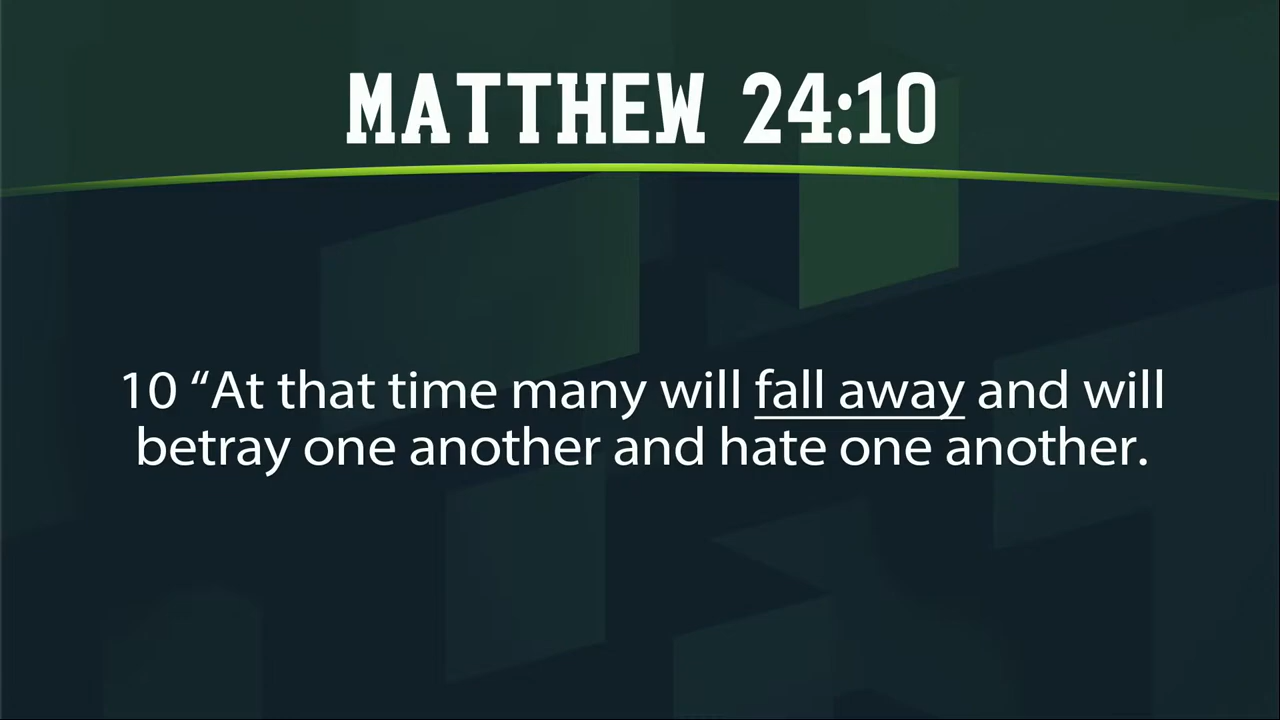 MATTHEW 24:10
10 “At that time many will fall away and will
betray one another and hate one another.